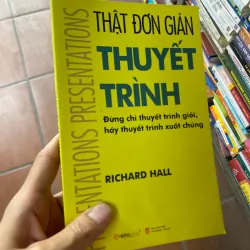 THẬT ĐƠN GIẢN
THUYẾT
TRÌNH
Đừng chỉ thuyết trình giỏi,
hãy thuyết trình xuất chúng
RICHARD HALL
PRESENTATIONS PRESENTATIONS